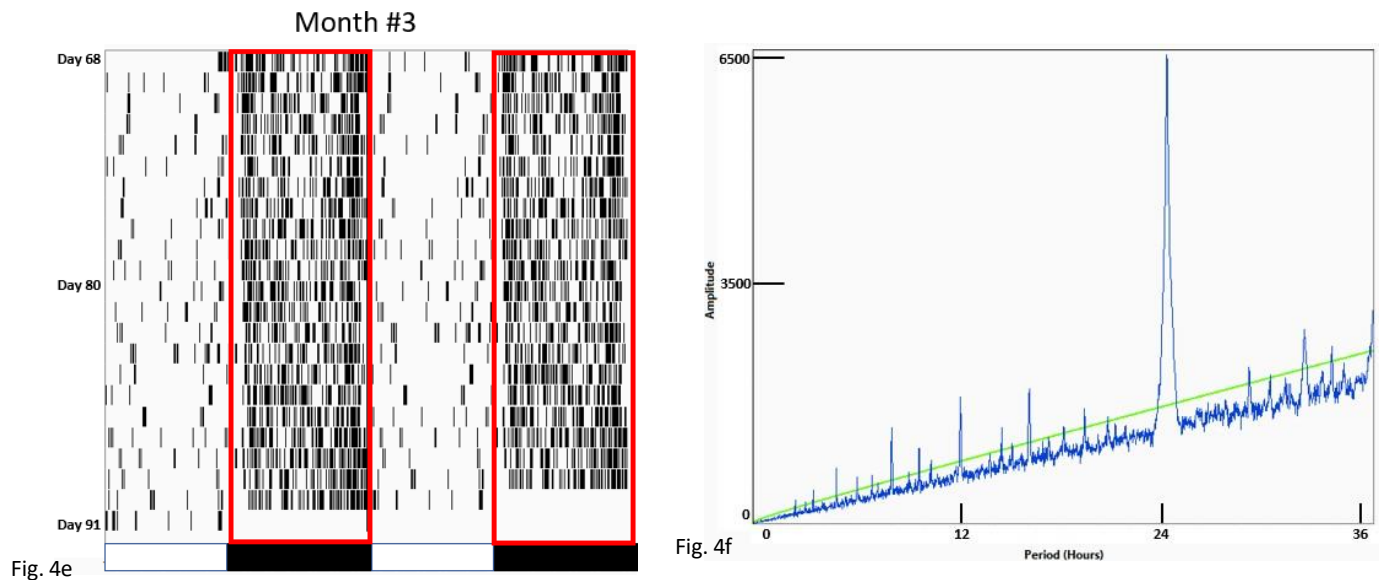 Month #3
Day 68
Day 80
Day 91
Fig. 4e
6500
3500
0
Amplitude
0 12 24 36
Period (Hours)
Fig. 4f